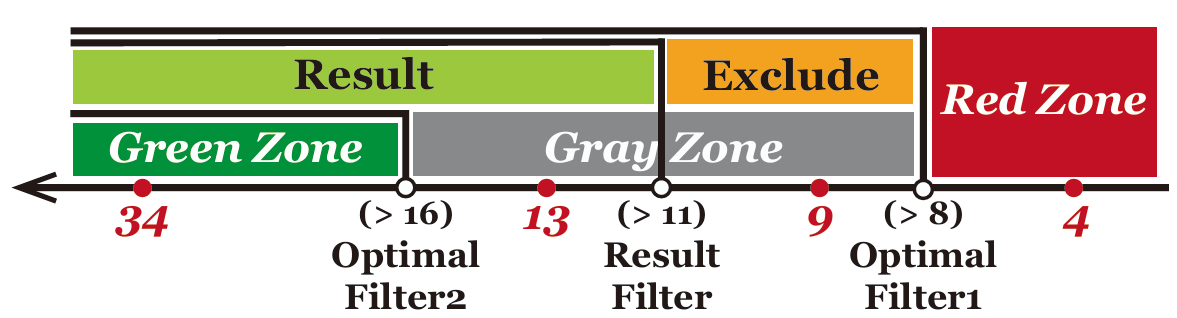 Result
Exclude
Red Zone
Green Zone
Gray Zone
34
(> 16)
Optimal
Filter2
13
(> 11)
Result
Filter
9
(> 8)
Optimal
Filter1
4